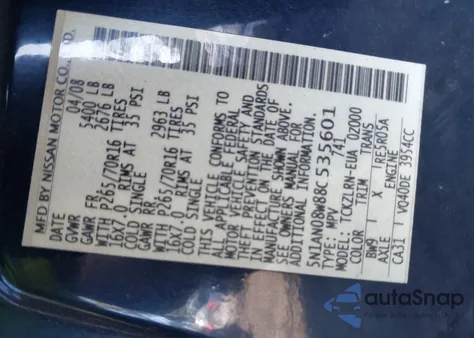 MFD BY NISSAN MOTOR CO., LTD.
DATE 04/08
GVWR 5400 LB
GAWR FR 2676 LB
WITH P265/70R16 TIRES
16X7.0 RIMS AT 35 PSI
COLD SINGLE
GAWR RR 2963 LB
WITH P265/70R16 TIRES
16X7.0 RIMS AT 35 PSI
COLD SINGLE
THIS VEHICLE CONFORMS TO
ALL APPLICABLE FEDERAL
MOTOR VEHICLE SAFETY AND
THEFT PREVENTION STANDARDS
IN EFFECT ON THE DATE OF
MANUFACTURE SHOWN ABOVE.
SEE OWNERS MANUAL FOR
ADDITIONAL INFORMATION
5N1AN08W88C535601
TYPE: MPV 741
MODEL: TCKZLRN-EUA D2000
COLOR TRIM TRANS
BW9 X RE5R05A
AXLE ENGINE
CA31 VQ40DE 3954CC
autoSnap